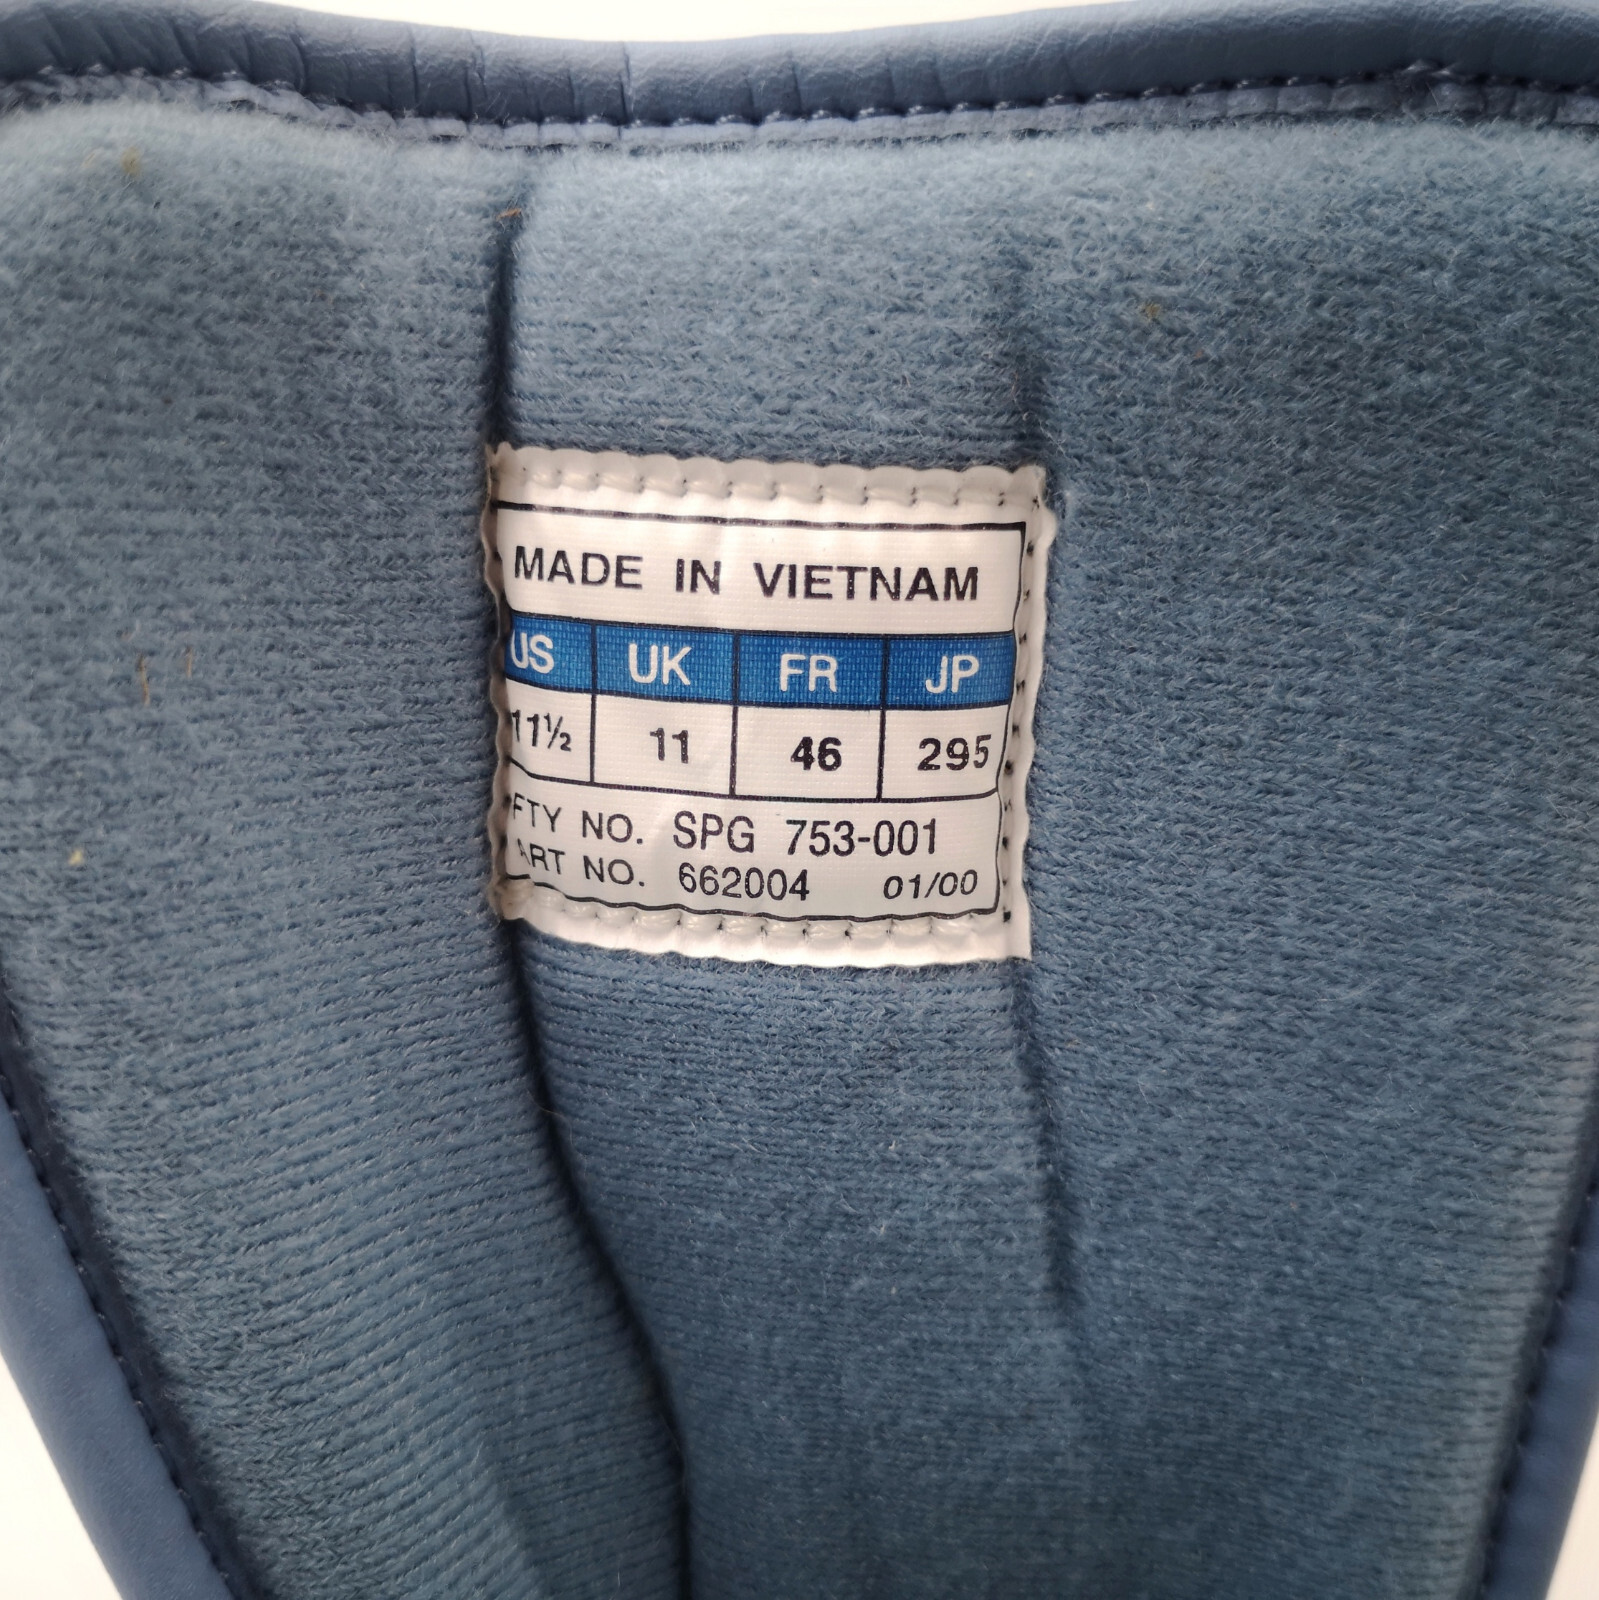 MADE IN VIETNAM
US UK FR JP
11½ 11 46 295
FTY NO. SPG 753-001
ART NO. 662004 01/00